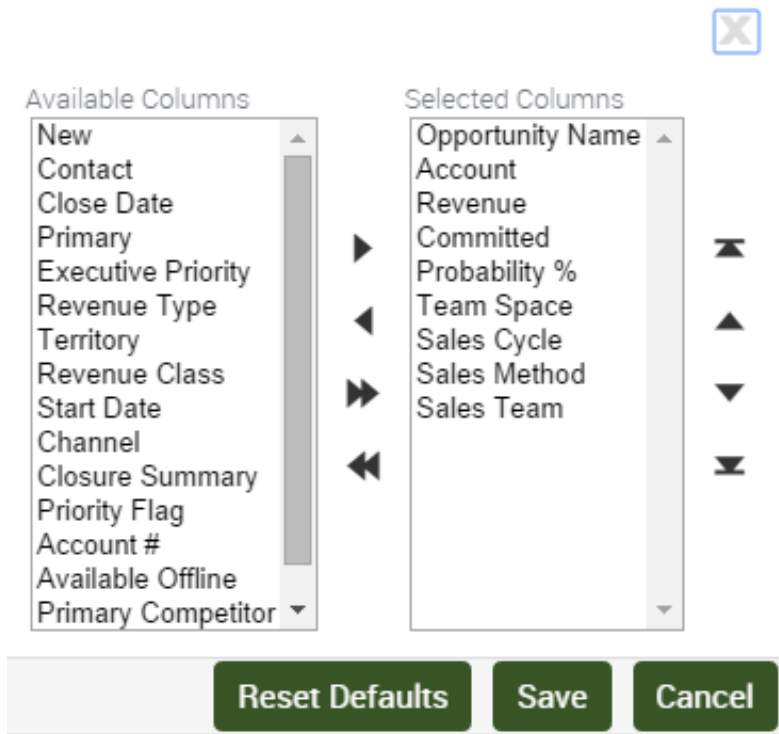 Available Columns
New
Contact
Close Date
Primary
Executive Priority
Revenue Type
Territory
Revenue Class
Start Date
Channel
Closure Summary
Priority Flag
Account #
Available Offline
Primary Competitor
Selected Columns
Opportunity Name
Account
Revenue
Committed
Probability %
Team Space
Sales Cycle
Sales Method
Sales Team
Reset Defaults
Save
Cancel